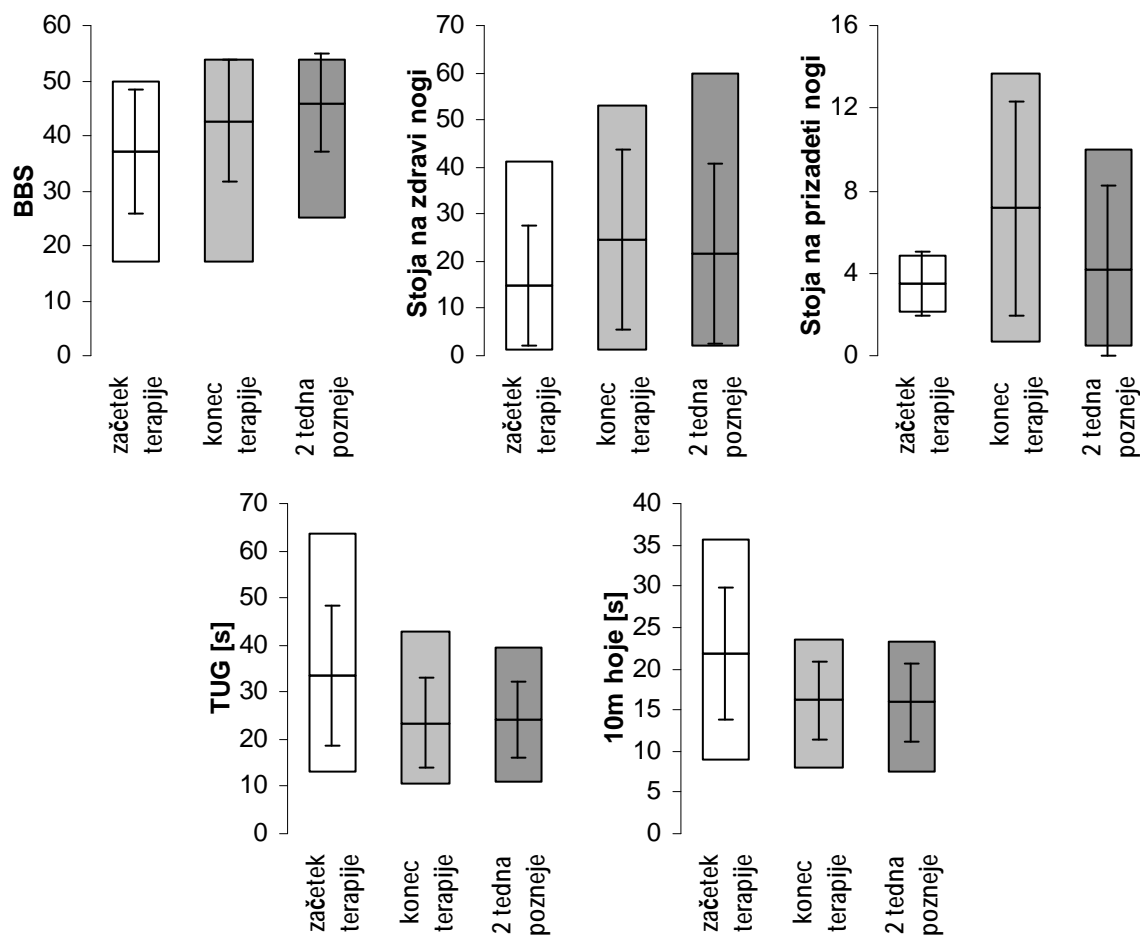 60
50
40
30
20
10
0
BBS
začetek
terapije
konec
terapije
2 tedna
pozneje
70
60
50
40
30
20
10
0
Stoja na zdravi nogi
začetek
terapije
konec
terapije
2 tedna
pozneje
16
12
8
4
0
Stoja na prizadeti nogi
začetek
terapije
konec
terapije
2 tedna
pozneje
70
60
50
40
30
20
10
0
TUG [s]
začetek
terapije
konec
terapije
2 tedna
pozneje
40
35
30
25
20
15
10
5
0
10m hoje [s]
začetek
terapije
konec
terapije
2 tedna
pozneje